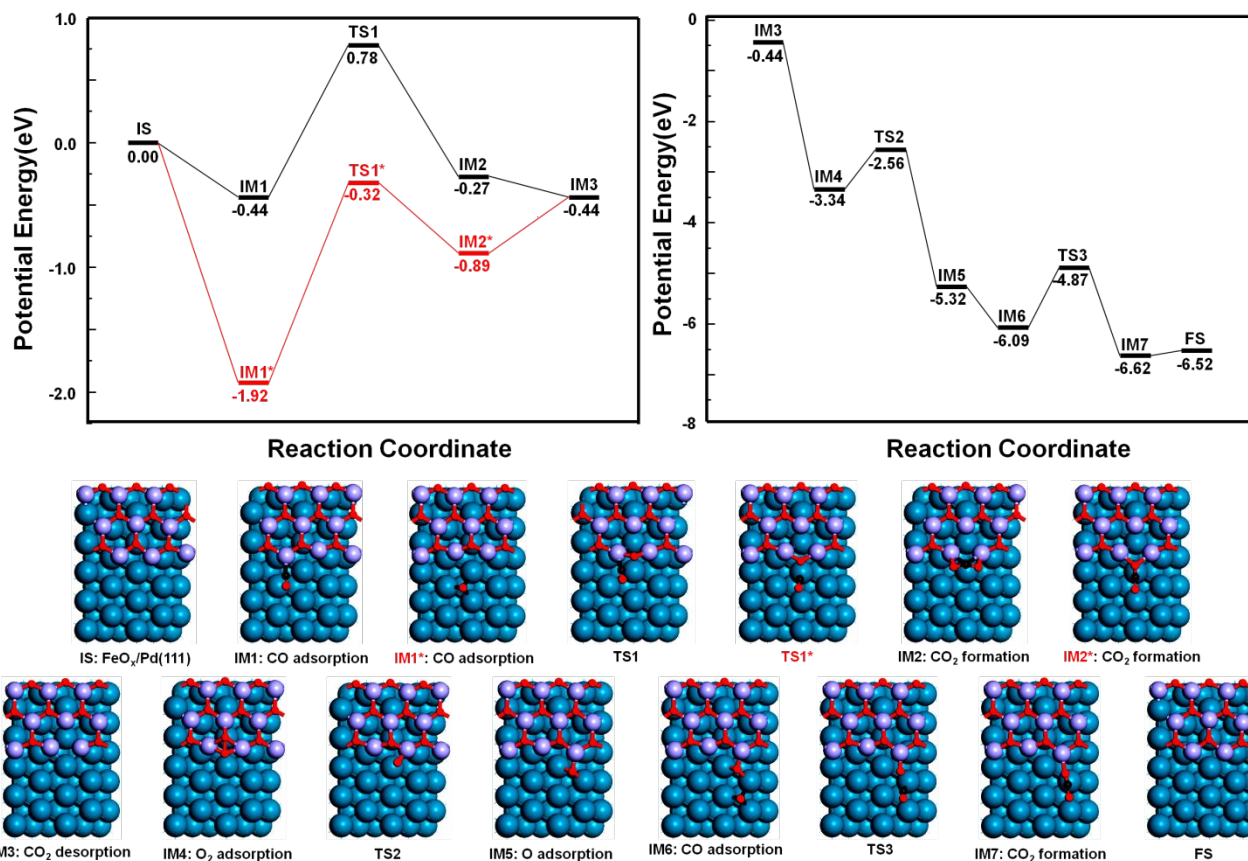 1.0
0.0
-1.0
-2.0
Potential Energy(eV)
IS
0.00
IM1
-0.44
TS1
0.78
IM2
-0.27
IM3
-0.44
IM1*
-1.92
TS1*
-0.32
IM2*
-0.89
Reaction Coordinate
0
-2
-4
-6
-8
Potential Energy(eV)
IM3
-0.44
IM4
-3.34
TS2
-2.56
IM5
-5.32
IM6
-6.09
TS3
-4.87
IM7
-6.62
FS
-6.52
Reaction Coordinate
IS: FeOₓ/Pd(111)
IM1: CO adsorption
IM1*: CO adsorption
TS1
TS1*
IM2: CO₂ formation
IM2*: CO₂ formation
M3: CO₂ desorption
IM4: O₂ adsorption
TS2
IM5: O adsorption
IM6: CO adsorption
TS3
IM7: CO₂ formation
FS